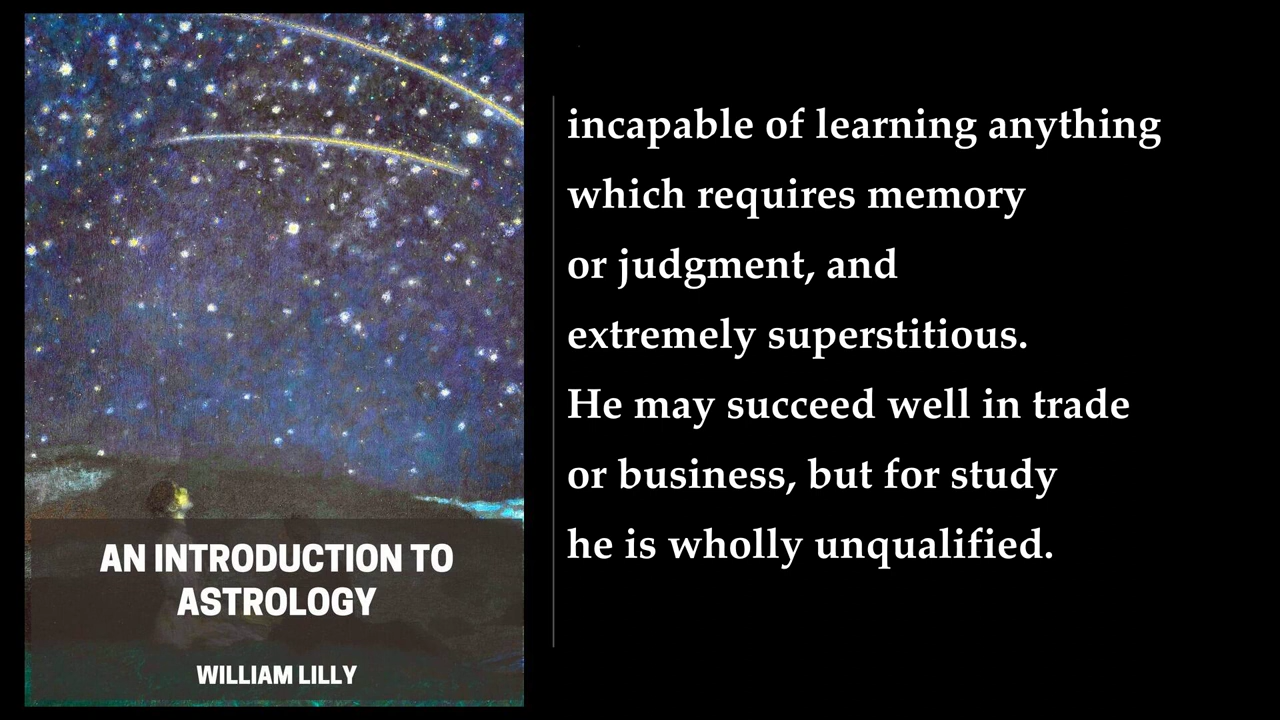 AN INTRODUCTION TO
ASTROLOGY
WILLIAM LILLY
incapable of learning anything
which requires memory
or judgment, and
extremely superstitious.
He may succeed well in trade
or business, but for study
he is wholly unqualified.